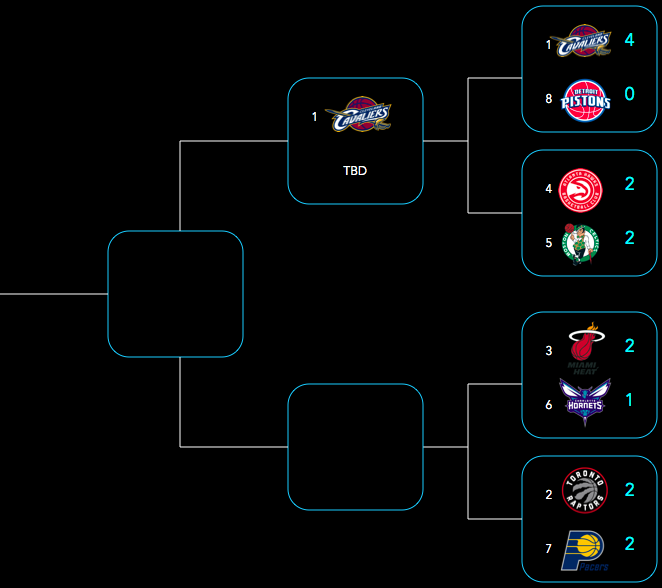 1 CAVALIERS 4
8 DETROIT PISTONS 0
1 CAVALIERS
TBD
4 ATLANTA HAWKS BASKETBALL CLUB 2
5 CELTICS 2
3 MIAMI HEAT 2
6 HORNETS 1
2 TORONTO RAPTORS 2
7 Pacers 2